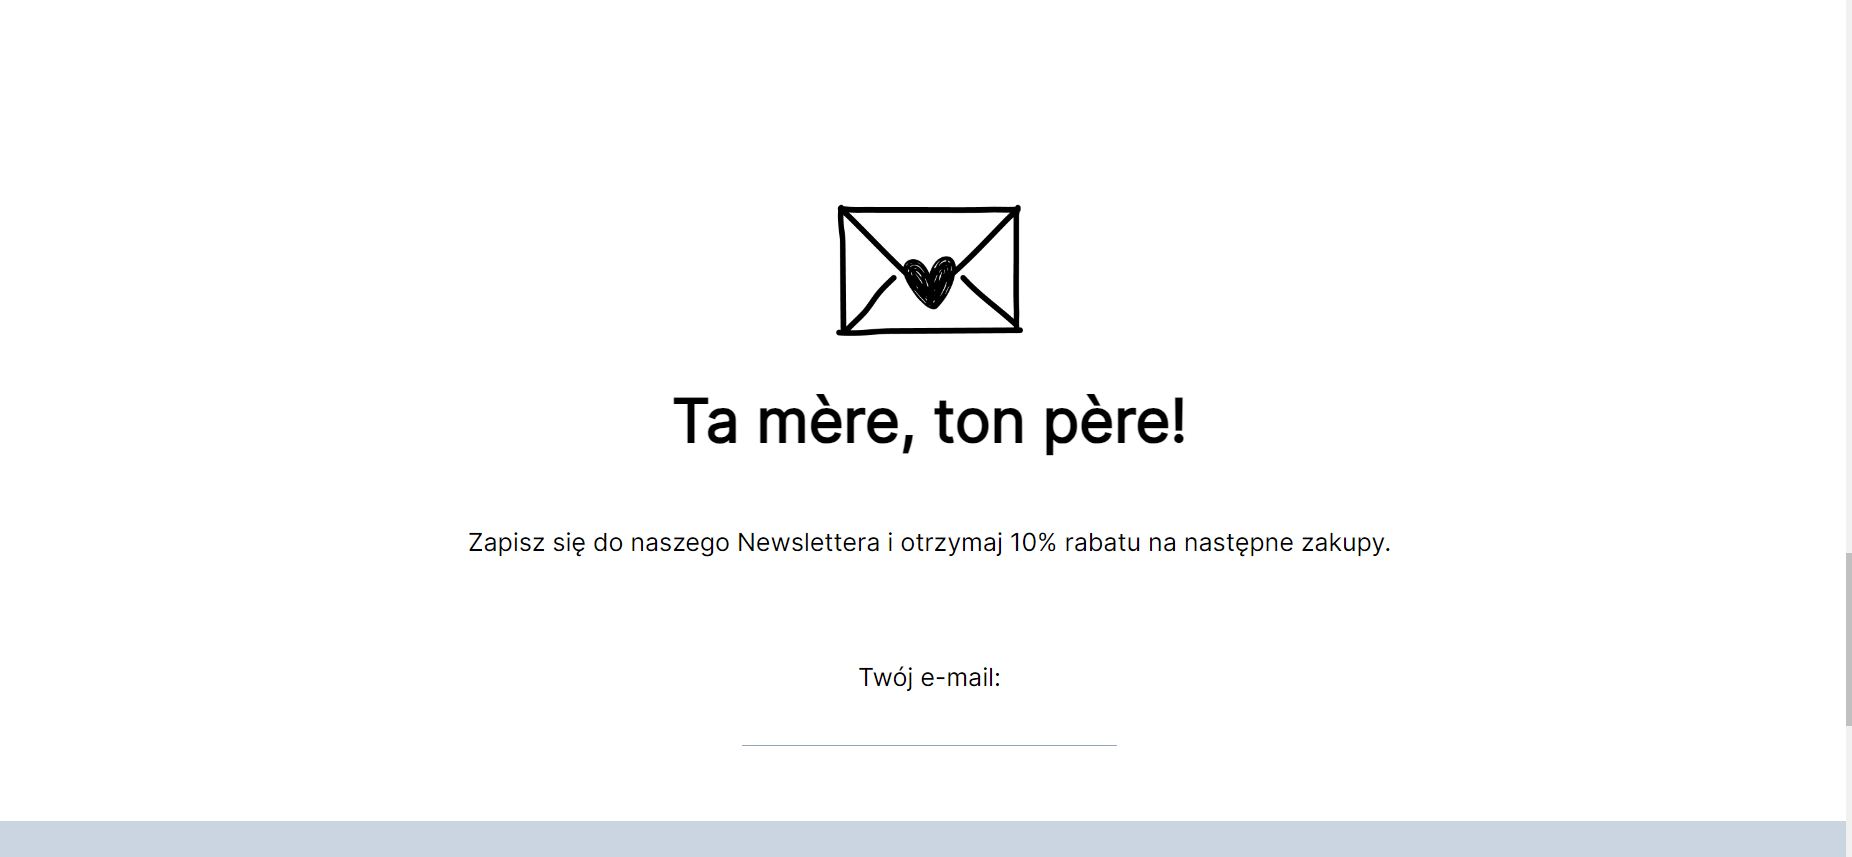 Ta mère, ton père!
Zapisz się do naszego Newslettera i otrzymaj 10% rabatu na następne zakupy.
Twój e-mail: